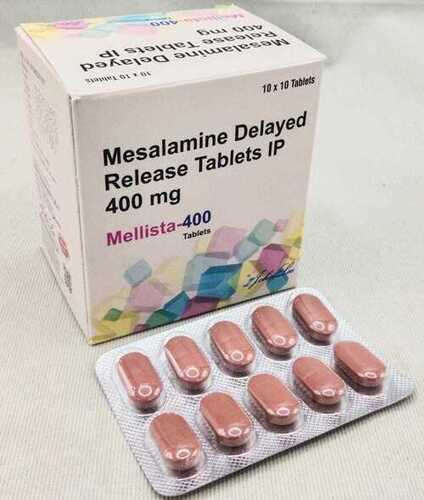 Mesalamine Delayed
Release Tablets IP
400 mg
10 x 10 Tablets
10 x 10 Tablets
Mesalamine Delayed
Release Tablets IP
400 mg
Mellista-400
Tablets